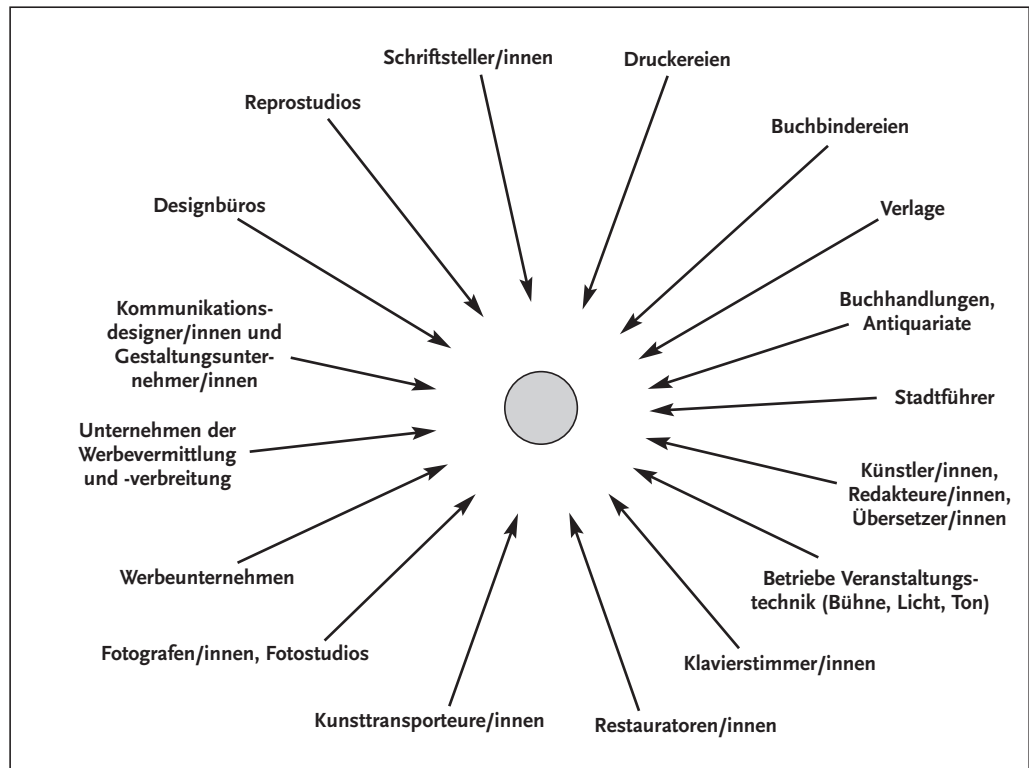 Schriftsteller/innen
Druckereien
Reprostudios
Buchbindereien
Designbüros
Verlage
Kommunikations-
designer/innen und
Gestaltungsunter-
nehmer/innen
Buchhandlungen,
Antiquariate
Stadtführer
Unternehmen der
Werbevermittlung
und -verbreitung
Künstler/innen,
Redakteure/innen,
Übersetzer/innen
Werbeunternehmen
Betriebe Veranstaltungs-
technik (Bühne, Licht, Ton)
Fotografen/innen, Fotostudios
Klavierstimmer/innen
Kunsttransporteure/innen
Restauratoren/innen